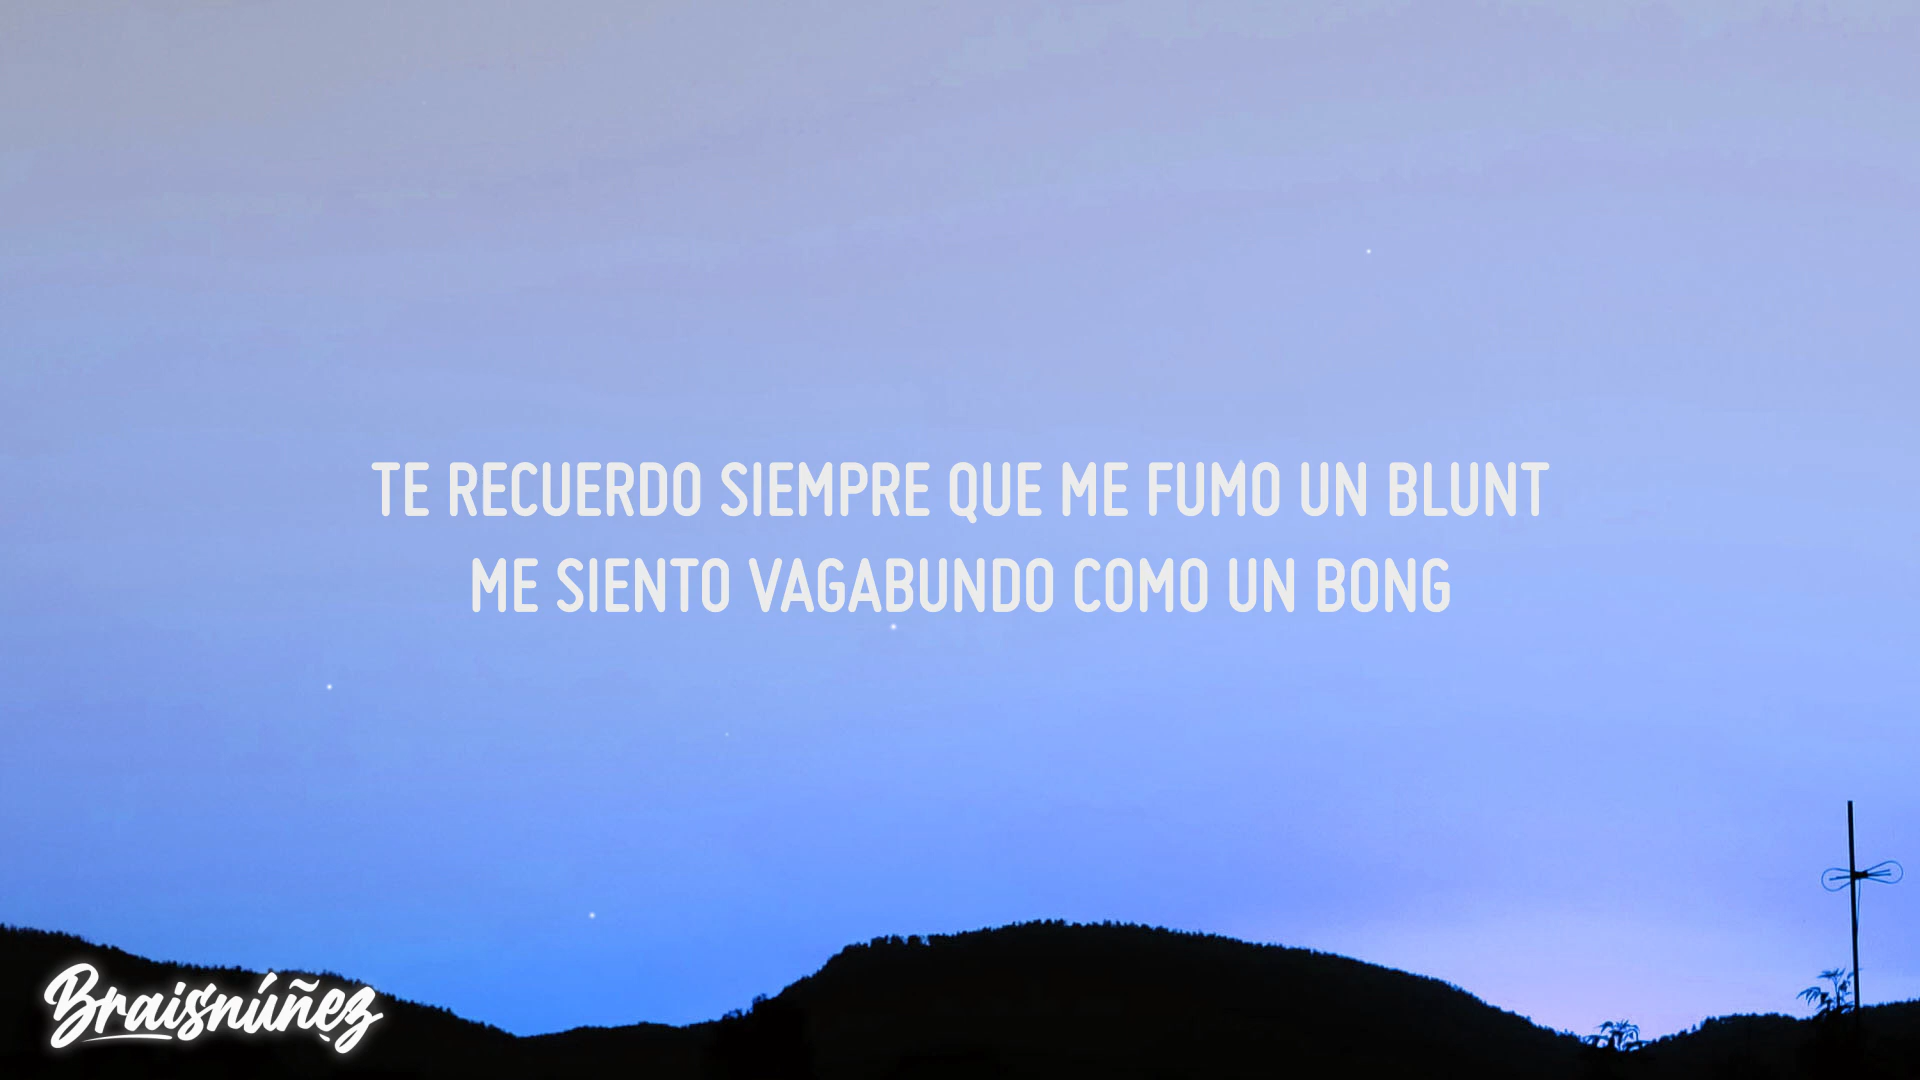 TE RECUERDO SIEMPRE QUE ME FUMO UN BLUNT
ME SIENTO VAGABUNDO COMO UN BONG
Braisnúñez